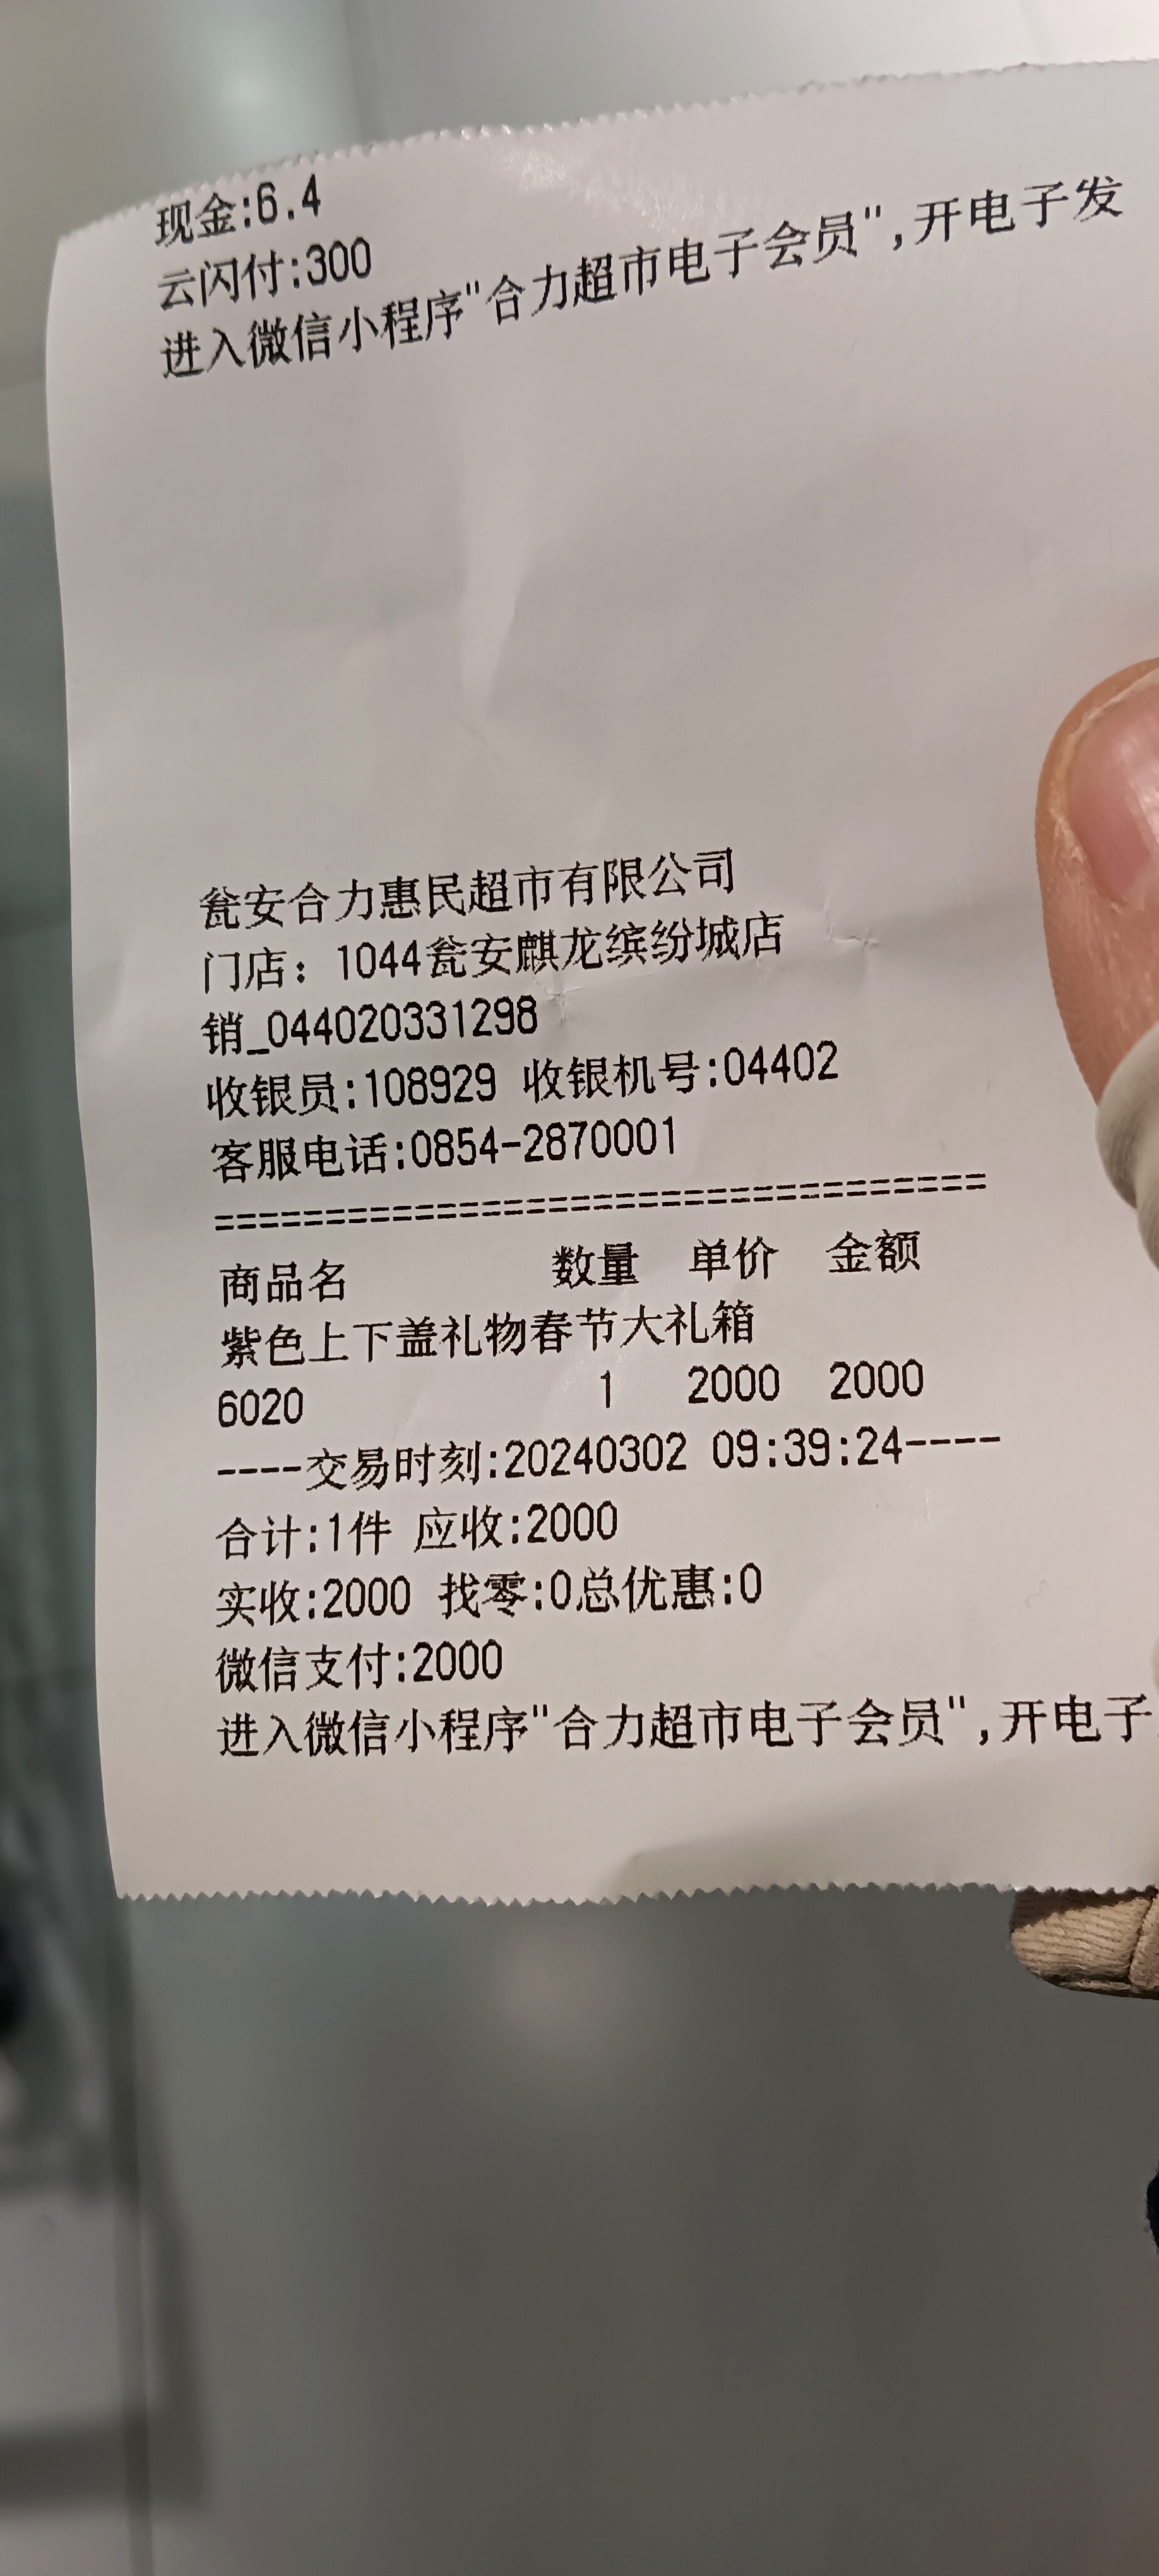 现金:6.4
云闪付:300
进入微信小程序"合力超市电子会员",开电子发
瓮安合力惠民超市有限公司
门店：1044瓮安麒龙缤纷城店
销_044020331298
收银员:108929 收银机号:04402
客服电话:0854-2870001
===================================
商品名 数量 单价 金额
紫色上下盖礼物春节大礼箱
6020 1 2000 2000
----交易时刻:20240302 09:39:24----
合计:1件 应收:2000
实收:2000 找零:0总优惠:0
微信支付:2000
进入微信小程序"合力超市电子会员",开电子